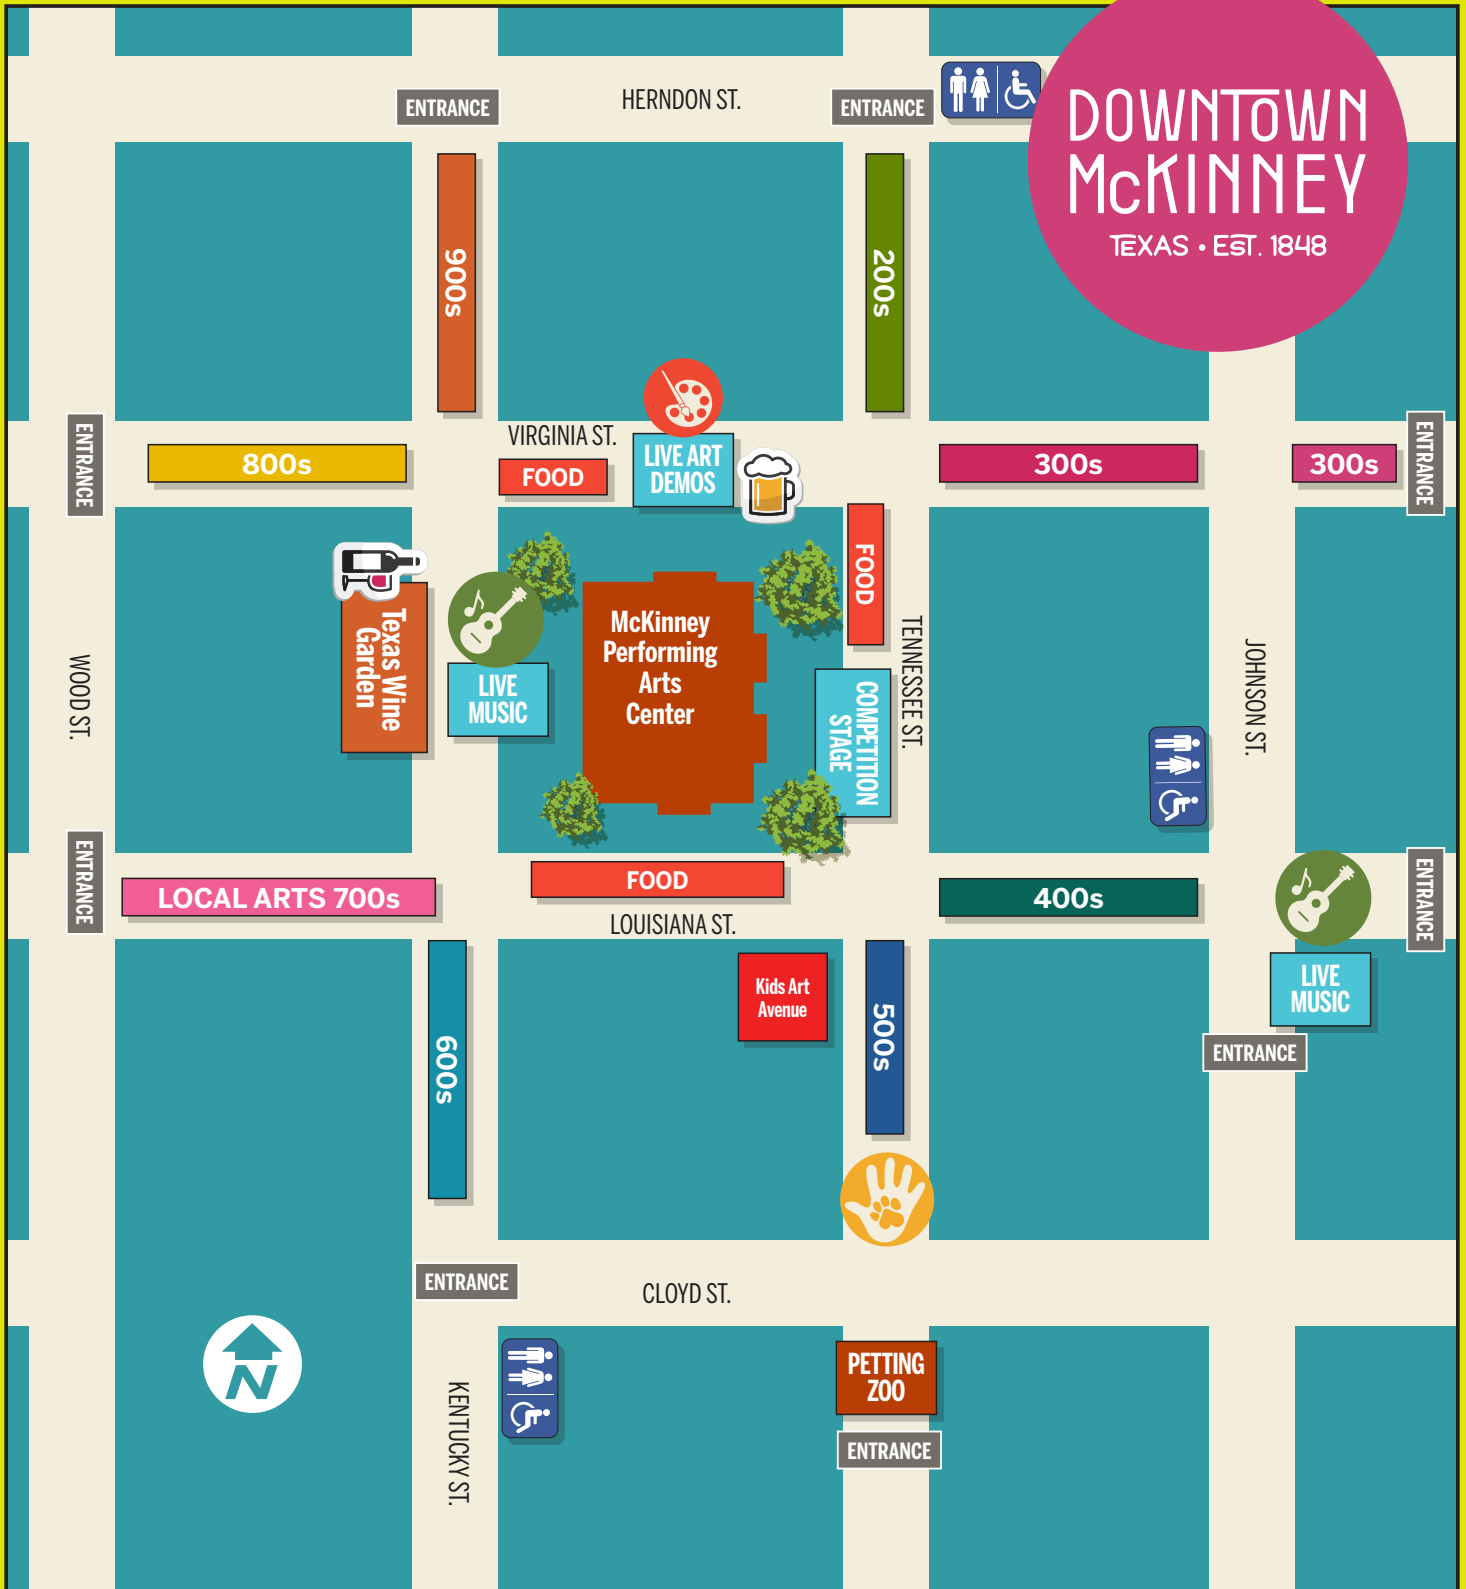 DOWNTOWN
McKINNEY
TEXAS • EST. 1848
HERNDON ST.
ENTRANCE
ENTRANCE
900s
200s
ENTRANCE
800s
VIRGINIA ST.
FOOD
LIVE ART
DEMOS
300s
300s
ENTRANCE
FOOD
Texas Wine
Garden
LIVE
MUSIC
McKinney
Performing
Arts
Center
COMPETITION
STAGE
TENNESSEE ST.
WOOD ST.
JOHNSON ST.
ENTRANCE
LOCAL ARTS 700s
FOOD
LOUISIANA ST.
400s
ENTRANCE
LIVE
MUSIC
ENTRANCE
Kids Art
Avenue
600s
500s
ENTRANCE
CLOYD ST.
N
KENTUCKY ST.
PETTING
ZOO
ENTRANCE